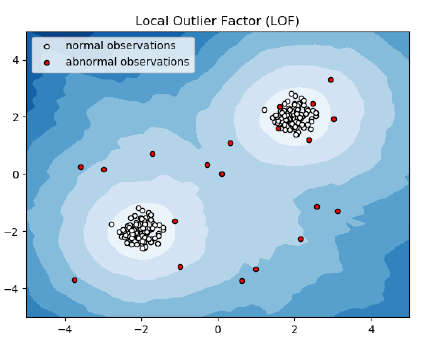 Local Outlier Factor (LOF)
normal observations
abnormal observations
4
2
0
−2
−4
−4 −2 0 2 4